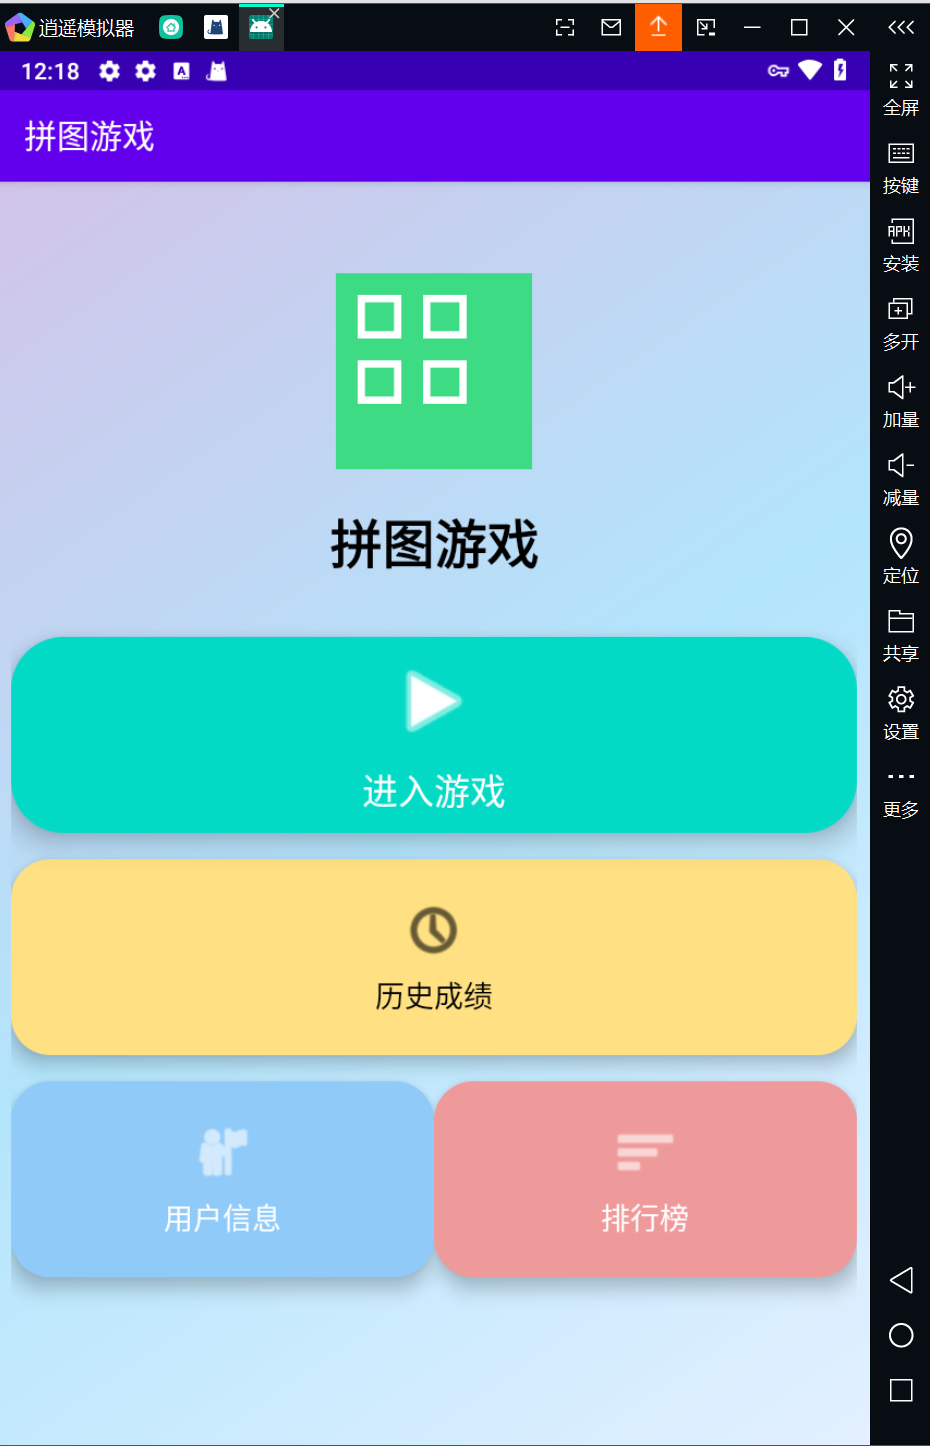 逍遥模拟器
12:18
A
拼图游戏
拼图游戏
进入游戏
历史成绩
用户信息
排行榜
全屏
按键
APK
安装
多开
加量
减量
定位
共享
设置
更多